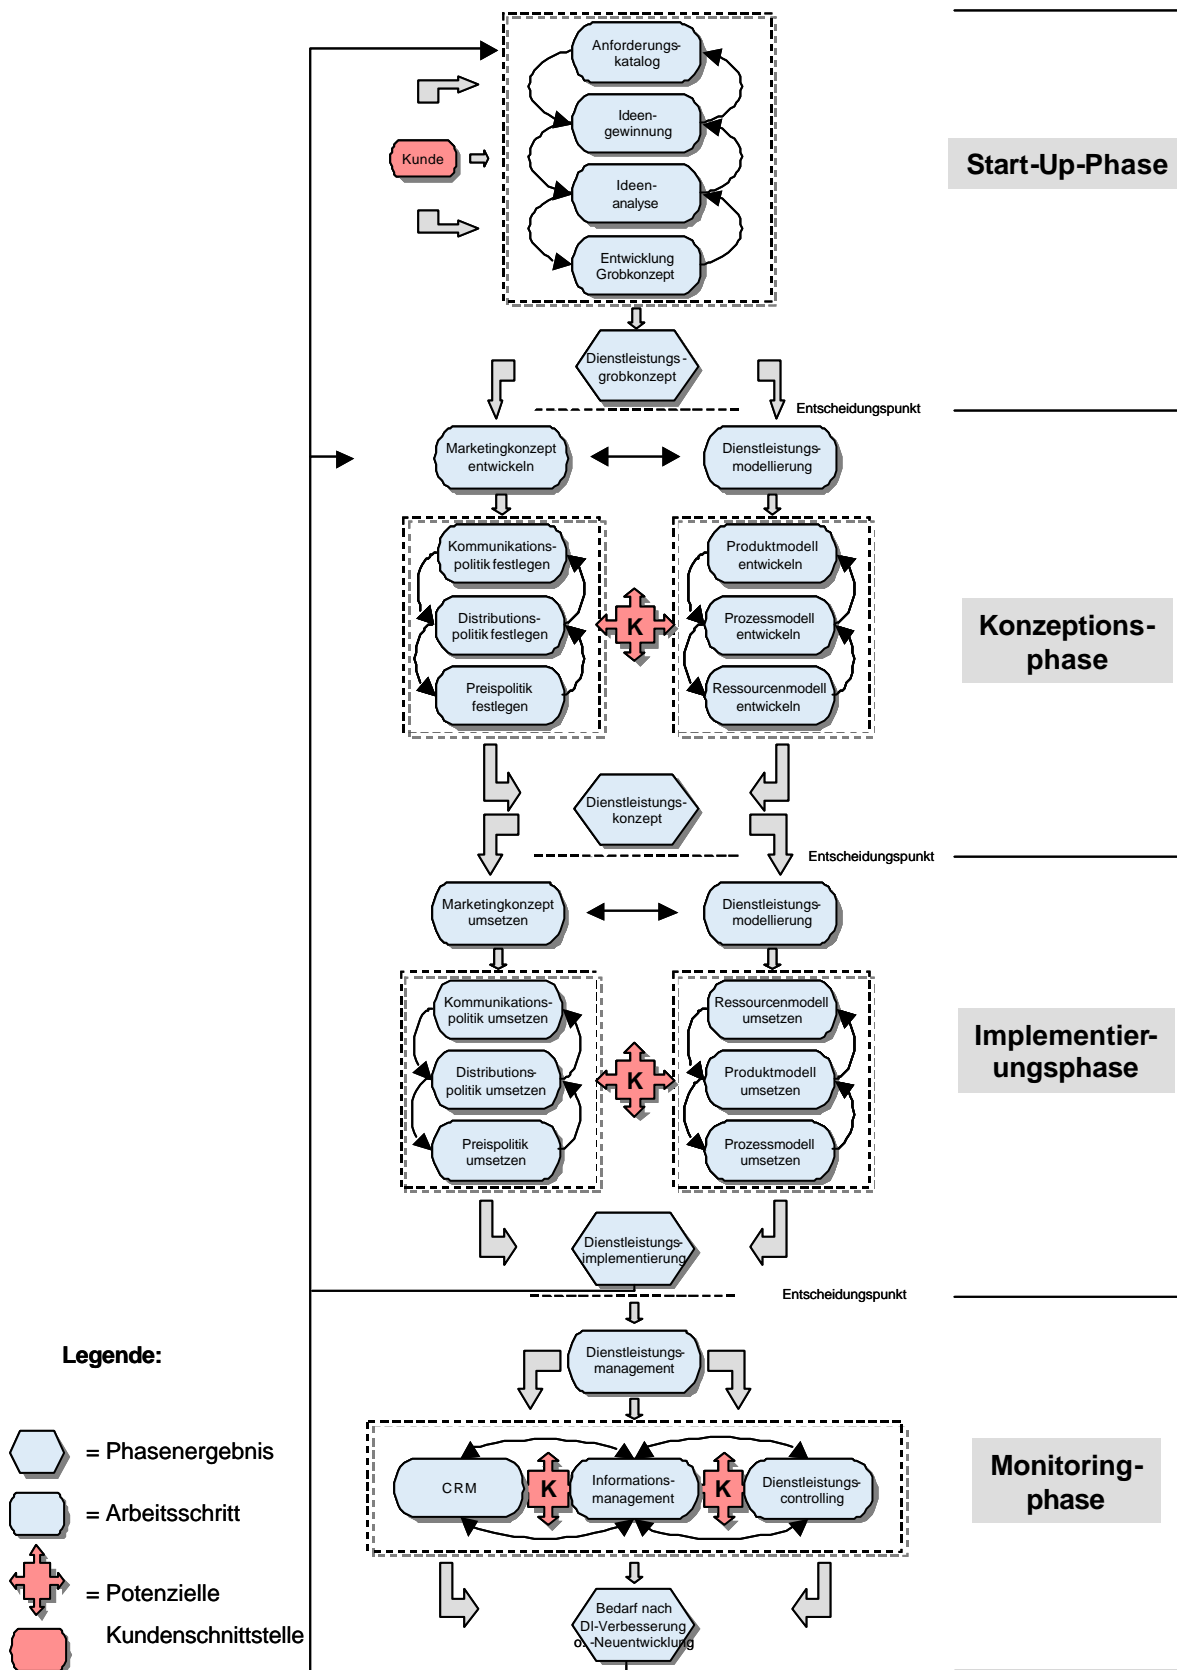 Anforderungs-
katalog
Ideen-
gewinnung
Kunde
Start-Up-Phase
Ideen-
analyse
Entwicklung
Grobkonzept
Dienstleistungs-
grobkonzept
Entscheidungspunkt
Marketingkonzept
entwickeln
Dienstleistungs-
modellierung
Kommunikations-
politik festlegen
Produktmodell
entwickeln
Distributions-
politik festlegen
K
Prozessmodell
entwickeln
Konzeptions-
phase
Preispolitik
festlegen
Ressourcenmodell
entwickeln
Dienstleistungs-
konzept
Entscheidungspunkt
Marketingkonzept
umsetzen
Dienstleistungs-
modellierung
Kommunikations-
politik umsetzen
Ressourcenmodell
umsetzen
Implementier-
ungsphase
Distributions-
politik umsetzen
K
Produktmodell
umsetzen
Preispolitik
umsetzen
Prozessmodell
umsetzen
Dienstleistungs-
implementierung
Entscheidungspunkt
Dienstleistungs-
management
CRM
K
Informations-
management
K
Dienstleistungs-
controlling
Monitoring-
phase
Bedarf nach
Dl-Verbesserung
o. -Neuentwicklung
Legende:
= Phasenergebnis
= Arbeitsschritt
= Potenzielle
Kundenschnittstelle